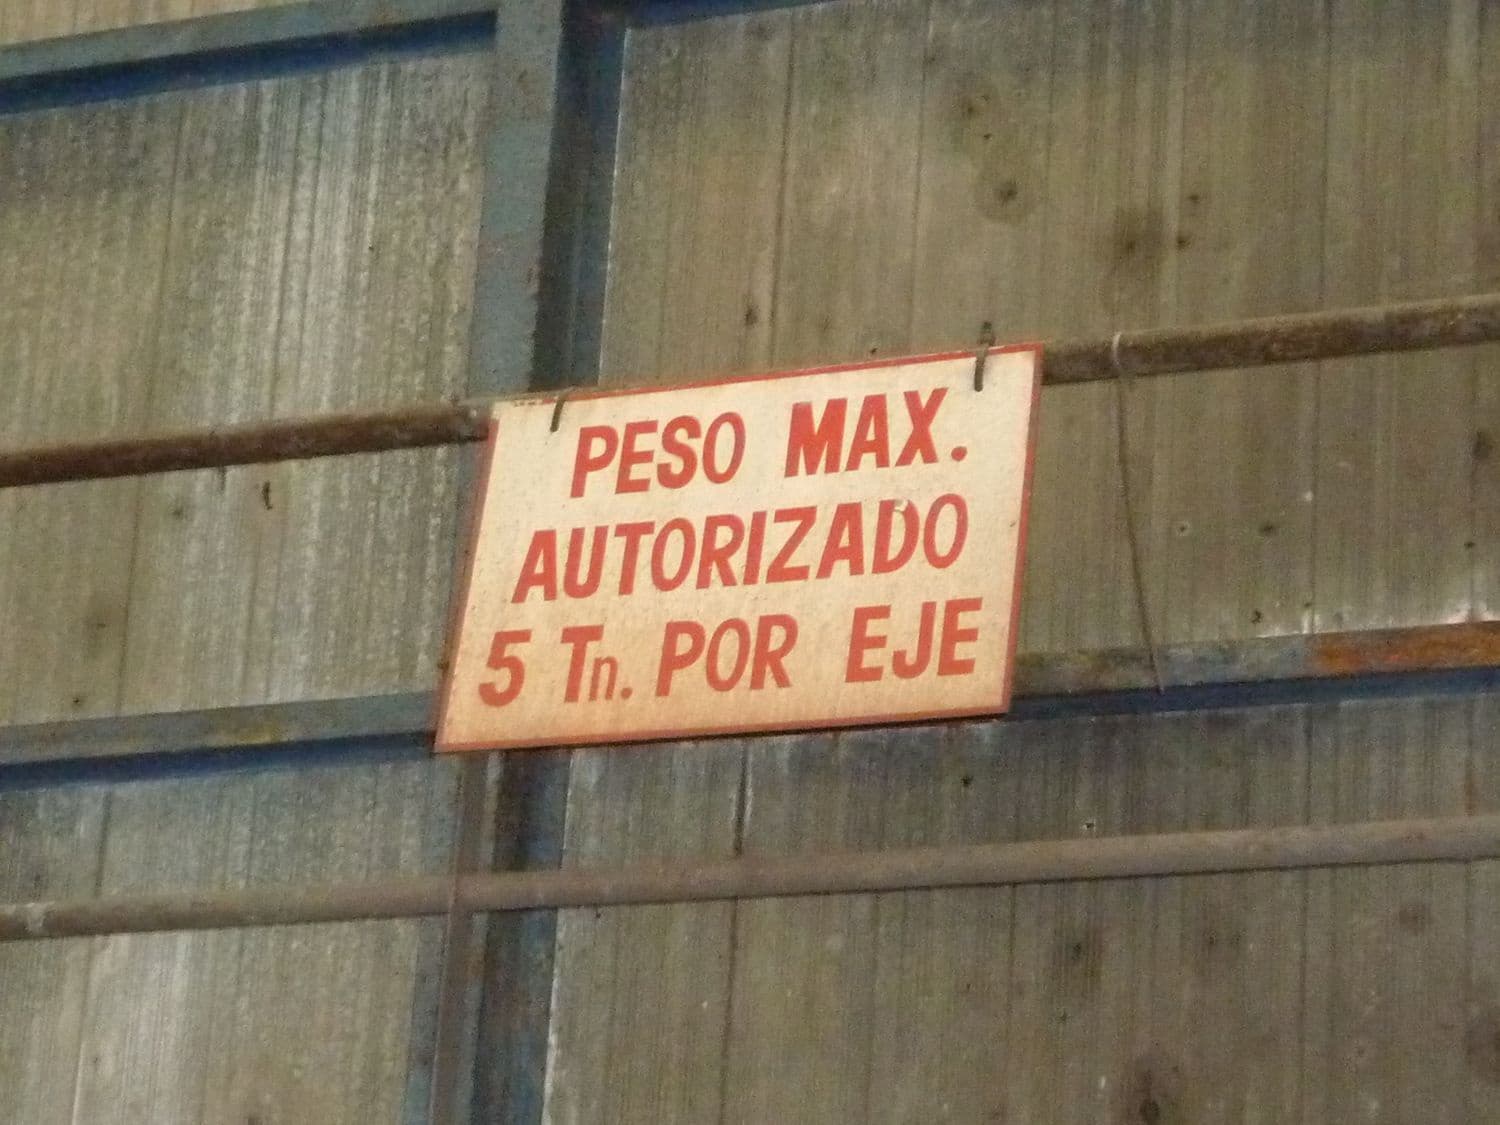 PESO MAX.
AUTORIZADO
5 Tn. POR EJE